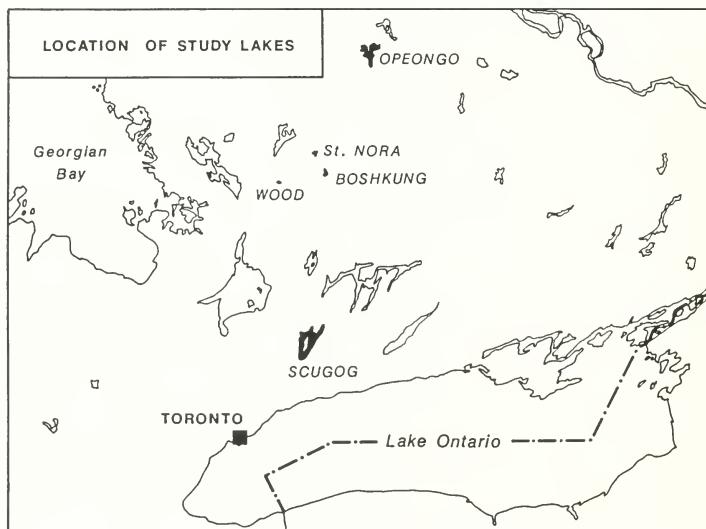 LOCATION OF STUDY LAKES
OPEONGO
Georgian
Bay
St. NORA
BOSHKUNG
WOOD
SCUGOG
TORONTO
Lake Ontario